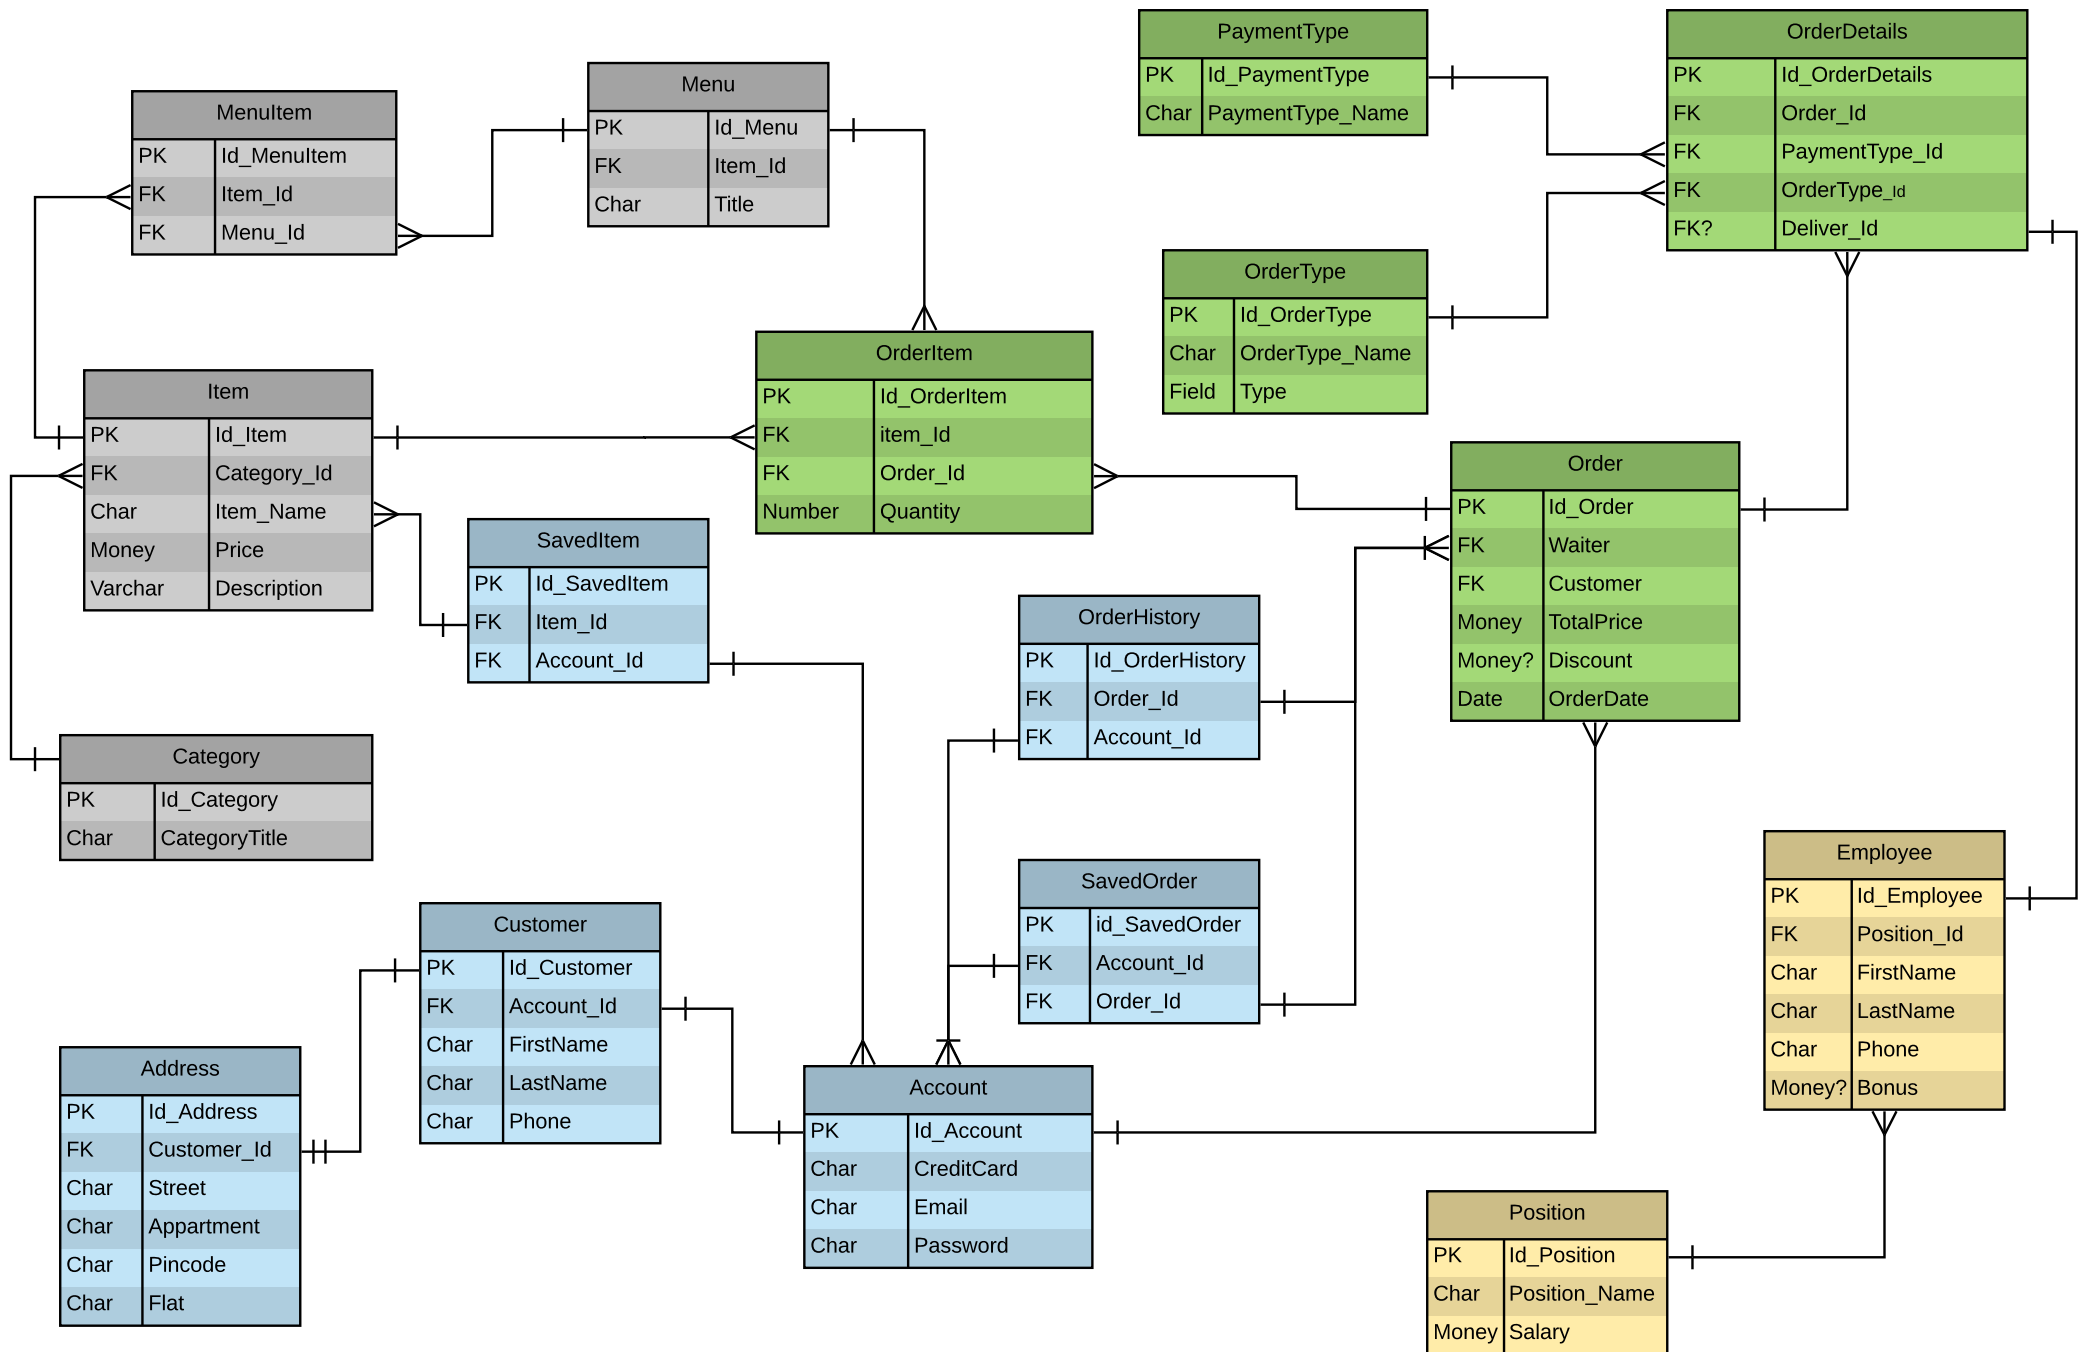 PaymentType
PK Id_PaymentType
Char PaymentType_Name
OrderDetails
PK Id_OrderDetails
FK Order_Id
FK PaymentType_Id
FK OrderType_Id
FK? Deliver_Id
Menu
PK Id_Menu
FK Item_Id
Char Title
MenuItem
PK Id_MenuItem
FK Item_Id
FK Menu_Id
OrderType
PK Id_OrderType
Char OrderType_Name
Field Type
OrderItem
PK Id_OrderItem
FK item_Id
FK Order_Id
Number Quantity
Item
PK Id_Item
FK Category_Id
Char Item_Name
Money Price
Varchar Description
Order
PK Id_Order
FK Waiter
FK Customer
Money TotalPrice
Money? Discount
Date OrderDate
SavedItem
PK Id_SavedItem
FK Item_Id
FK Account_Id
OrderHistory
PK Id_OrderHistory
FK Order_Id
FK Account_Id
Category
PK Id_Category
Char CategoryTitle
SavedOrder
PK id_SavedOrder
FK Account_Id
FK Order_Id
Employee
PK Id_Employee
FK Position_Id
Char FirstName
Char LastName
Char Phone
Money? Bonus
Customer
PK Id_Customer
FK Account_Id
Char FirstName
Char LastName
Char Phone
Address
PK Id_Address
FK Customer_Id
Char Street
Char Appartment
Char Pincode
Char Flat
Account
PK Id_Account
Char CreditCard
Char Email
Char Password
Position
PK Id_Position
Char Position_Name
Money Salary